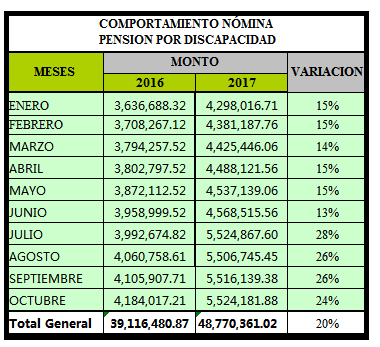 COMPORTAMIENTO NÓMINA
PENSION POR DISCAPACIDAD
MESES MONTO VARIACION
2016 2017
ENERO 3,636,688.32 4,298,016.71 15%
FEBRERO 3,708,267.12 4,381,187.76 15%
MARZO 3,794,257.52 4,425,446.06 14%
ABRIL 3,802,797.52 4,488,121.56 15%
MAYO 3,872,112.52 4,537,139.06 15%
JUNIO 3,958,999.52 4,568,515.56 13%
JULIO 3,992,674.82 5,524,867.60 28%
AGOSTO 4,060,758.61 5,506,745.45 26%
SEPTIEMBRE 4,105,907.71 5,516,139.38 26%
OCTUBRE 4,184,017.21 5,524,181.88 24%
Total General 39,116,480.87 48,770,361.02 20%